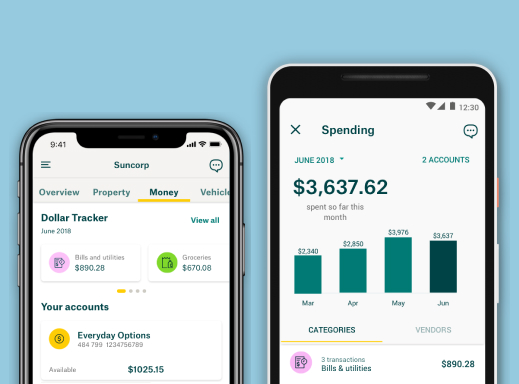 9:41
Suncorp
Overview Property Money Vehicle
Dollar Tracker
View all
June 2018
Bills and utilities
$890.28
Groceries
$670.08
Your accounts
Everyday Options
484 799 1234756789
Available
$1025.15
12:30
Spending
JUNE 2018
2 ACCOUNTS
$3,637.62
spent so far this
month
$2,340
$2,850
$3,976
$3,637
Mar
Apr
May
Jun
CATEGORIES
VENDORS
3 transactions
Bills & utilities
$890.28